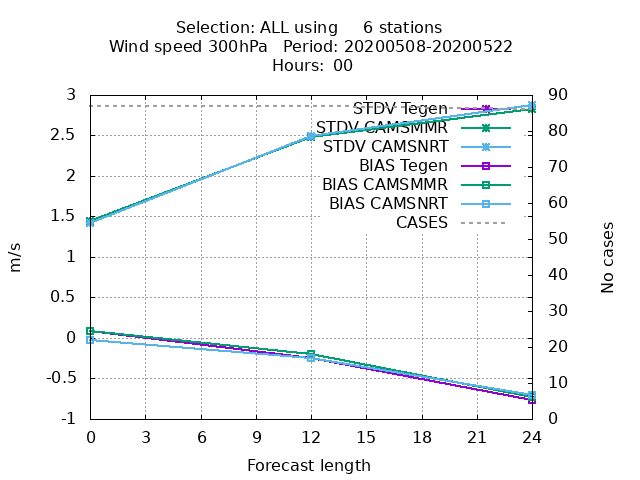 Selection: ALL using     6 stations
Wind speed 300hPa   Period: 20200508-20200522
Hours:  00
3
2.5
2
1.5
1
0.5
0
-0.5
-1
m/s
STDV Tegen
STDV CAMSMMR
STDV CAMSNRT
BIAS Tegen
BIAS CAMSMMR
BIAS CAMSNRT
CASES
90
80
70
60
50
40
30
20
10
0
No cases
0 3 6 9 12 15 18 21 24
Forecast length